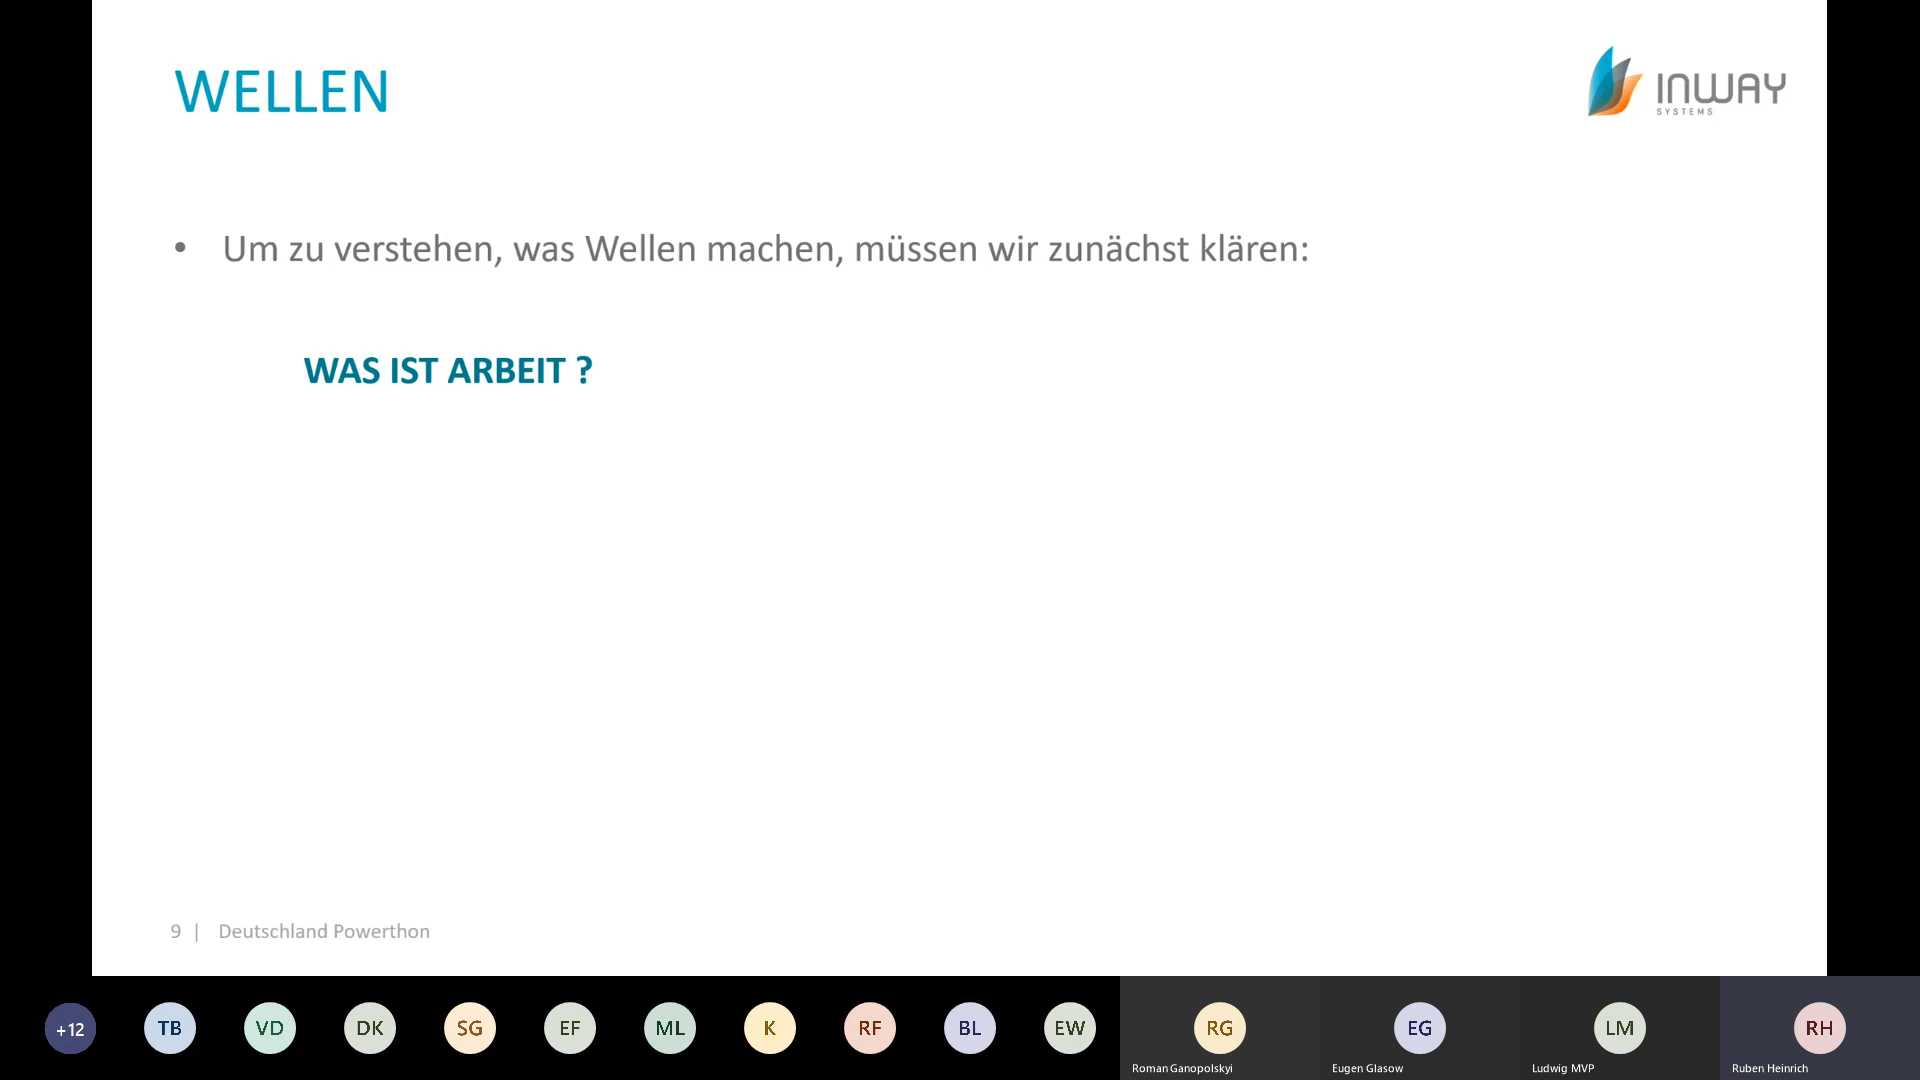 WELLEN
INWAY
SYSTEMS
• Um zu verstehen, was Wellen machen, müssen wir zunächst klären:
WAS IST ARBEIT ?
9 | Deutschland Powerthon
+12 TB VD DK SG EF ML K RF BL EW RG EG LM RH
Roman Ganopolskyi Eugen Glasow Ludwig MVP Ruben Heinrich